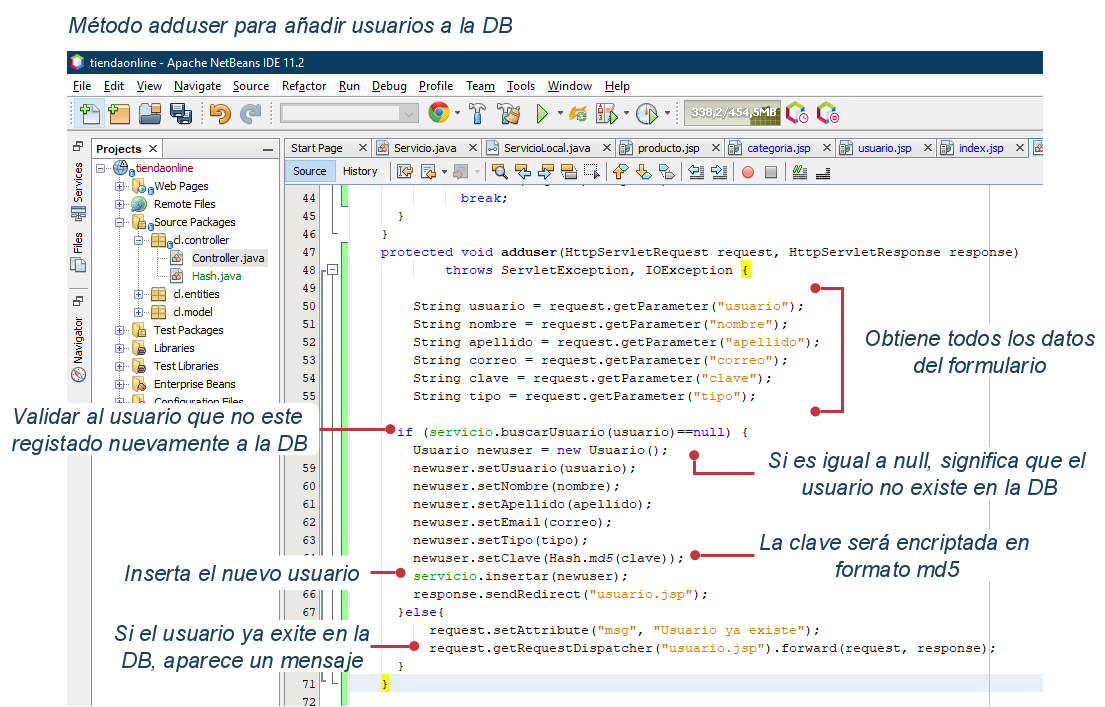 Método adduser para añadir usuarios a la DB
tiendaonline - Apache NetBeans IDE 11.2
File Edit View Navigate Source Refactor Run Debug Profile Team Tools Window Help
338,2/454,5MB
Projects
Start Page Servicio.java ServicioLocal.java producto.jsp categoria.jsp usuario.jsp index.jsp
Source History
Services
Files
Navigator
tiendaonline
Web Pages
Remote Files
Source Packages
cl.controller
Controller.java
Hash.java
cl.entities
cl.model
Test Packages
Libraries
Test Libraries
Enterprise Beans
Configuration Files
44 break;
45 }
46 }
47 protected void adduser(HttpServletRequest request, HttpServletResponse response)
48 throws ServletException, IOException {
49
50 String usuario = request.getParameter("usuario");
51 String nombre = request.getParameter("nombre");
52 String apellido = request.getParameter("apellido");
53 String correo = request.getParameter("correo");
54 String clave = request.getParameter("clave");
55 String tipo = request.getParameter("tipo");
if (servicio.buscarUsuario(usuario)==null) {
Usuario newuser = new Usuario();
59 newuser.setUsuario(usuario);
60 newuser.setNombre(nombre);
61 newuser.setApellido(apellido);
62 newuser.setEmail(correo);
63 newuser.setTipo(tipo);
newuser.setClave(Hash.md5(clave));
servicio.insertar(newuser);
66 response.sendRedirect("usuario.jsp");
67 }else{
request.setAttribute("msg", "Usuario ya existe");
request.getRequestDispatcher("usuario.jsp").forward(request, response);
}
71 }
72
Obtiene todos los datos
del formulario
Validar al usuario que no este
registado nuevamente a la DB
Si es igual a null, significa que el
usuario no existe en la DB
La clave será encriptada en
formato md5
Inserta el nuevo usuario
Si el usuario ya exite en la
DB, aparece un mensaje